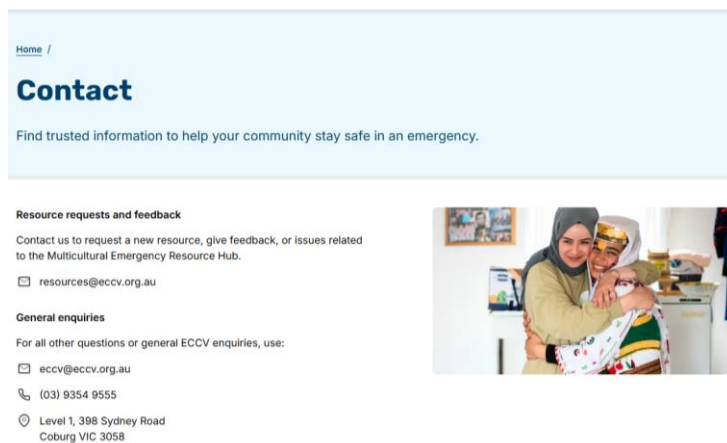 Home /
Contact
Find trusted information to help your community stay safe in an emergency.
Resource requests and feedback
Contact us to request a new resource, give feedback, or issues related
to the Multicultural Emergency Resource Hub.
resources@eccv.org.au
General enquiries
For all other questions or general ECCV enquiries, use:
eccv@eccv.org.au
(03) 9354 9555
Level 1, 398 Sydney Road
Coburg VIC 3058